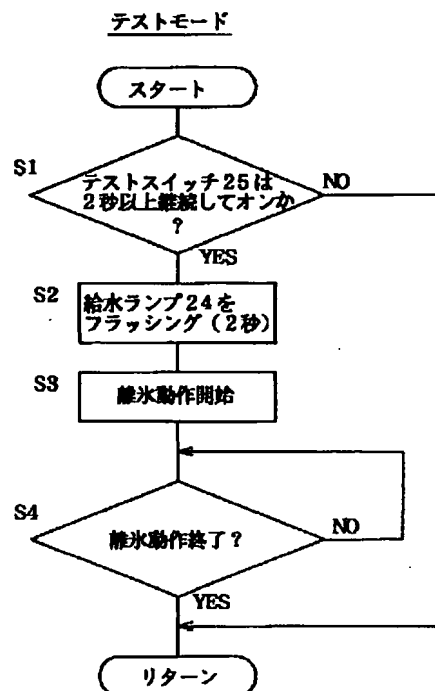 テストモード
スタート
S1
テストスイッチ25は
2秒以上継続してオンか
?
NO
YES
S2
給水ランプ24を
フラッシング(2秒)
S3
離氷動作開始
S4
離氷動作終了?
NO
YES
リターン